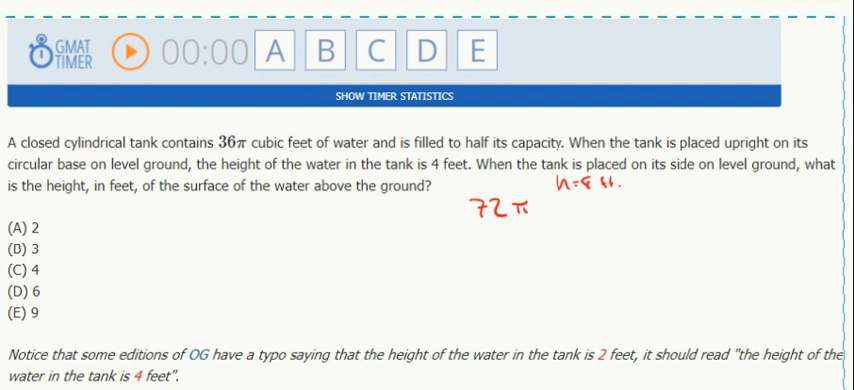 GMAT
TIMER
00:00
A B C D E
SHOW TIMER STATISTICS
A closed cylindrical tank contains 36π cubic feet of water and is filled to half its capacity. When the tank is placed upright on its
circular base on level ground, the height of the water in the tank is 4 feet. When the tank is placed on its side on level ground, what
is the height, in feet, of the surface of the water above the ground?
h=8 ft.
72 π
(A) 2
(B) 3
(C) 4
(D) 6
(E) 9
Notice that some editions of OG have a typo saying that the height of the water in the tank is 2 feet, it should read "the height of the
water in the tank is 4 feet".